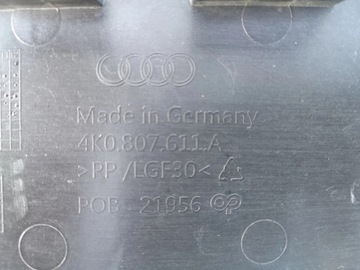 Made in Germany
4K0.807.611.A
>PP/LGF30<
POB - 21956